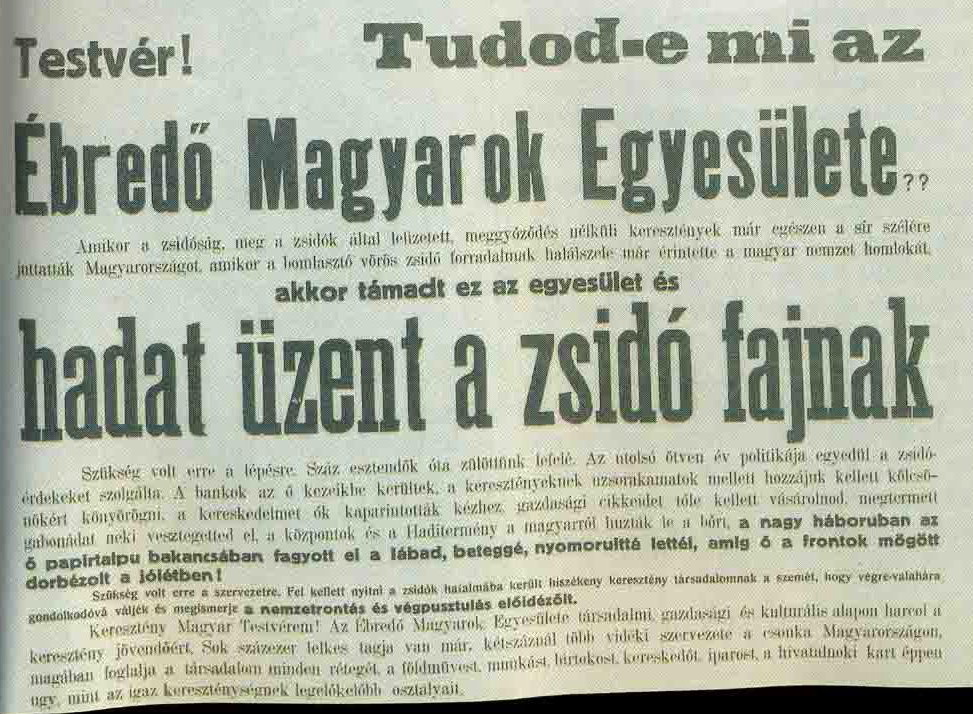 Testvér! Tudod-e mi az
Ébredő Magyarok Egyesülete??
Amikor a zsidóság, meg a zsidók által lefizetett, meggyőződés nélküli keresztények már egészen a sír szélére
juttatták Magyarországot, amikor a bomlasztó vörös zsidó forradalmak halálszele már érintette a magyar nemzet homlokát,
akkor támadt ez az egyesület és
hadat üzent a zsidó fajnak
Szükség volt erre a lépésre. Száz esztendők óta züllöttünk lefelé. Az utolsó ötven év politikája egyedül a zsidó-
érdekeket szolgálta. A bankok az ő kezeikbe kerültek, a keresztényeknek uzsorakamatok mellett hozzájuk kellett kölcsö-
nökért könyörögni, a kereskedelmet ők kaparintották kézhez, gazdasági cikkeidet tőle kellett vásárolnod, megtermett
gabonádat neki vesztegetted el, a központok és a Haditermény a magyarról húzták le a bőrt, a nagy háboruban az
ő papirtalpu bakancsában fagyott el a lábad, beteggé, nyomorulttá lettél, amig ő a frontok mögött
dorbézolt a jólétben!
Szükség volt erre a szervezetre. Fel kellett nyitni a zsidók hatalmába került hiszékeny keresztény társadalomnak a szemét, hogy végre-valahára
gondolkodóvá váljék és megismerje a nemzetrontás és végpusztulás előidézőit.
Keresztény Magyar Testvérem! Az Ébredő Magyarok Egyesülete társadalmi, gazdasági és kulturális alapon harcol a
keresztény jövendőért. Sok százezer lelkes tagja van már, kétszáznál több vidéki szervezete a csonka Magyarországon,
magában foglalja a társadalom minden rétegét, a földművest, munkást, birtokost, kereskedőt, iparost, a hivatalnoki kart éppen
ugy, mint az igaz kereszténységnek legelőkelőbb osztályait.